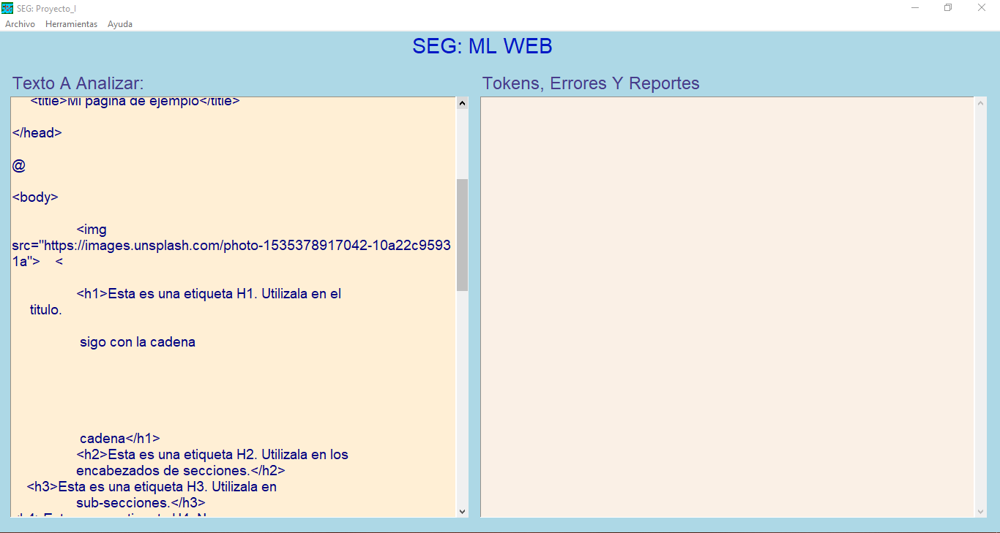 SEG: Proyecto_I
Archivo Herramientas Ayuda
SEG: ML WEB
Texto A Analizar:
<title>Mi pagina de ejemplo</title>
</head>
@
<body>
<img
src="https://images.unsplash.com/photo-1535378917042-10a22c9593
1a"> <
<h1>Esta es una etiqueta H1. Utilizala en el
titulo.
sigo con la cadena
cadena</h1>
<h2>Esta es una etiqueta H2. Utilizala en los
encabezados de secciones.</h2>
<h3>Esta es una etiqueta H3. Utilizala en
sub-secciones.</h3>
Tokens, Errores Y Reportes